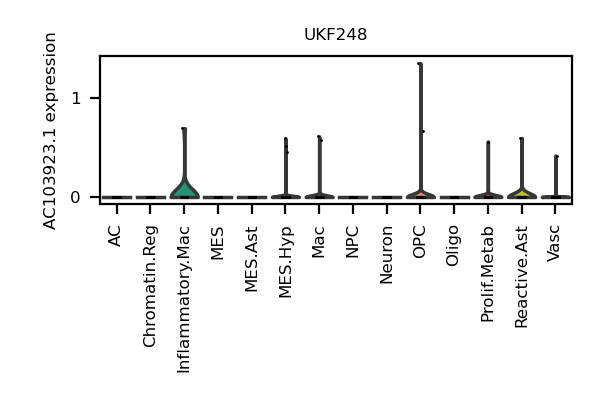 UKF248
AC103923.1 expression
1
0
AC
Chromatin.Reg
Inflammatory.Mac
MES
MES.Ast
MES.Hyp
Mac
NPC
Neuron
OPC
Oligo
Prolif.Metab
Reactive.Ast
Vasc